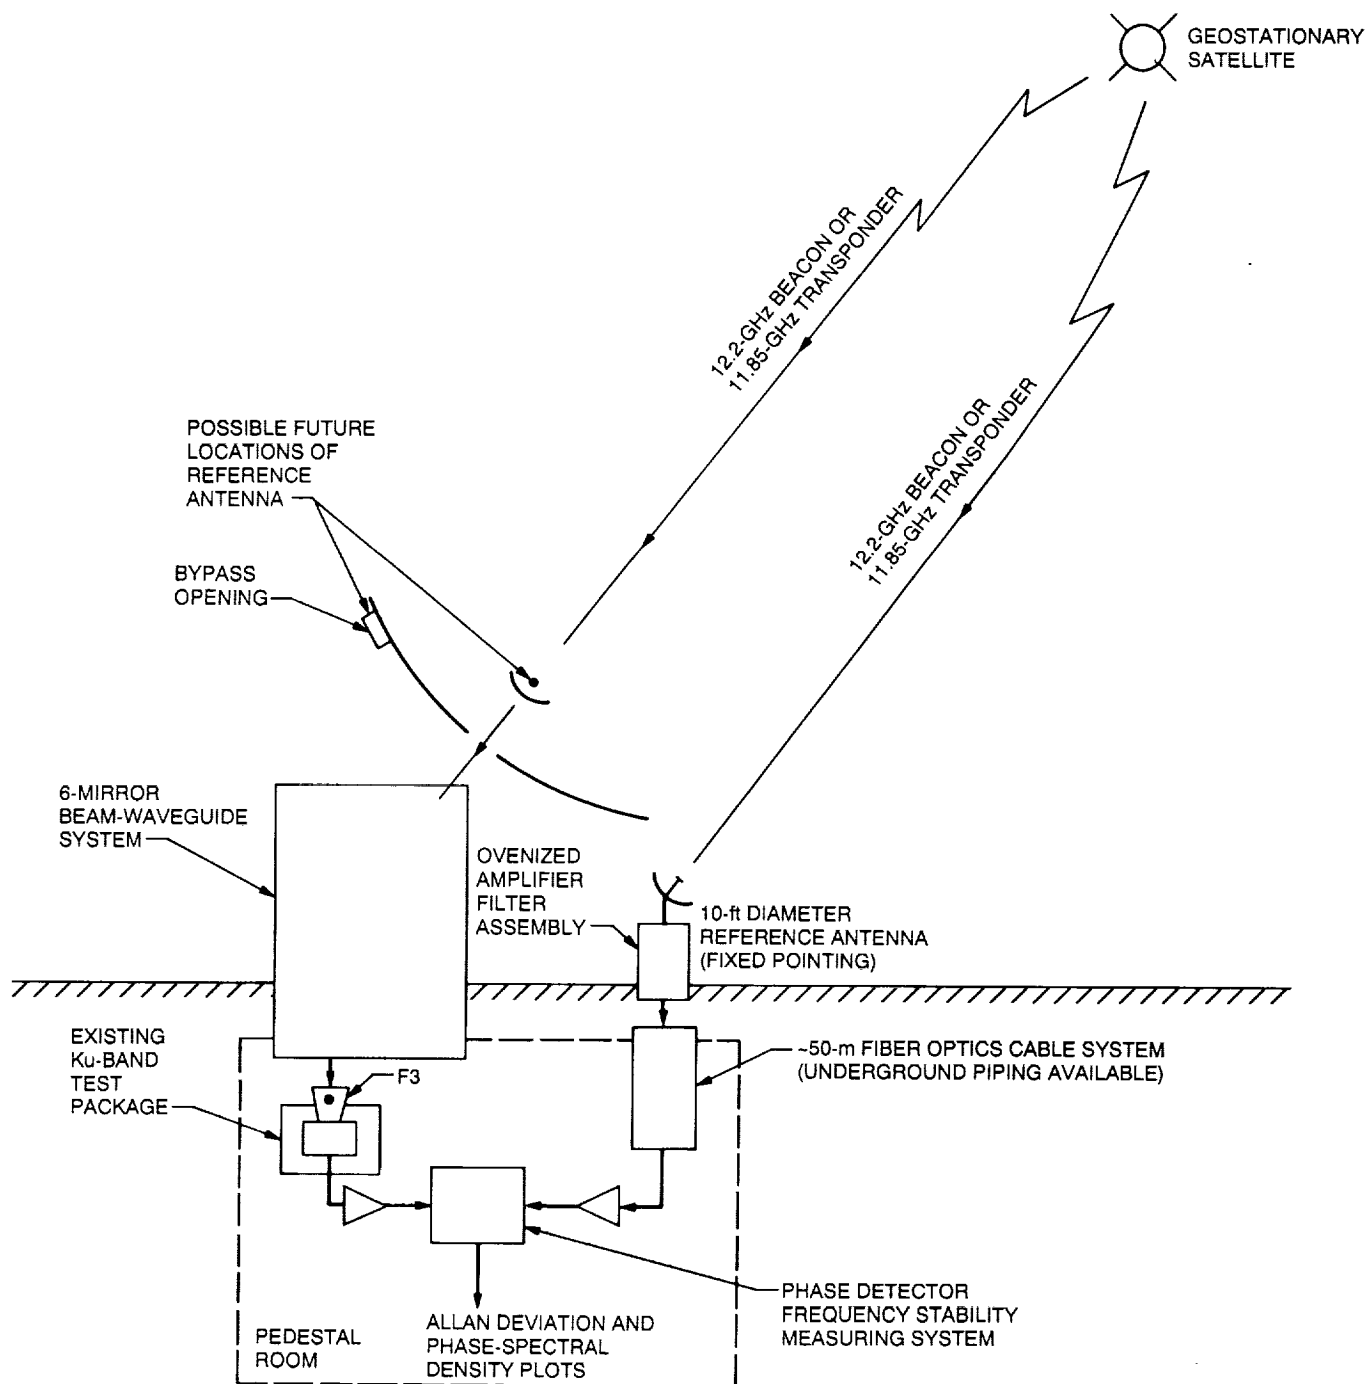 GEOSTATIONARY
SATELLITE
12.2-GHz BEACON OR
11.85-GHz TRANSPONDER
12.2-GHz BEACON OR
11.85-GHz TRANSPONDER
POSSIBLE FUTURE
LOCATIONS OF
REFERENCE
ANTENNA
BYPASS
OPENING
6-MIRROR
BEAM-WAVEGUIDE
SYSTEM
OVENIZED
AMPLIFIER
FILTER
ASSEMBLY
10-ft DIAMETER
REFERENCE ANTENNA
(FIXED POINTING)
EXISTING
Ku-BAND
TEST
PACKAGE
F3
~50-m FIBER OPTICS CABLE SYSTEM
(UNDERGROUND PIPING AVAILABLE)
PHASE DETECTOR
FREQUENCY STABILITY
MEASURING SYSTEM
ALLAN DEVIATION AND
PHASE-SPECTRAL
DENSITY PLOTS
PEDESTAL
ROOM